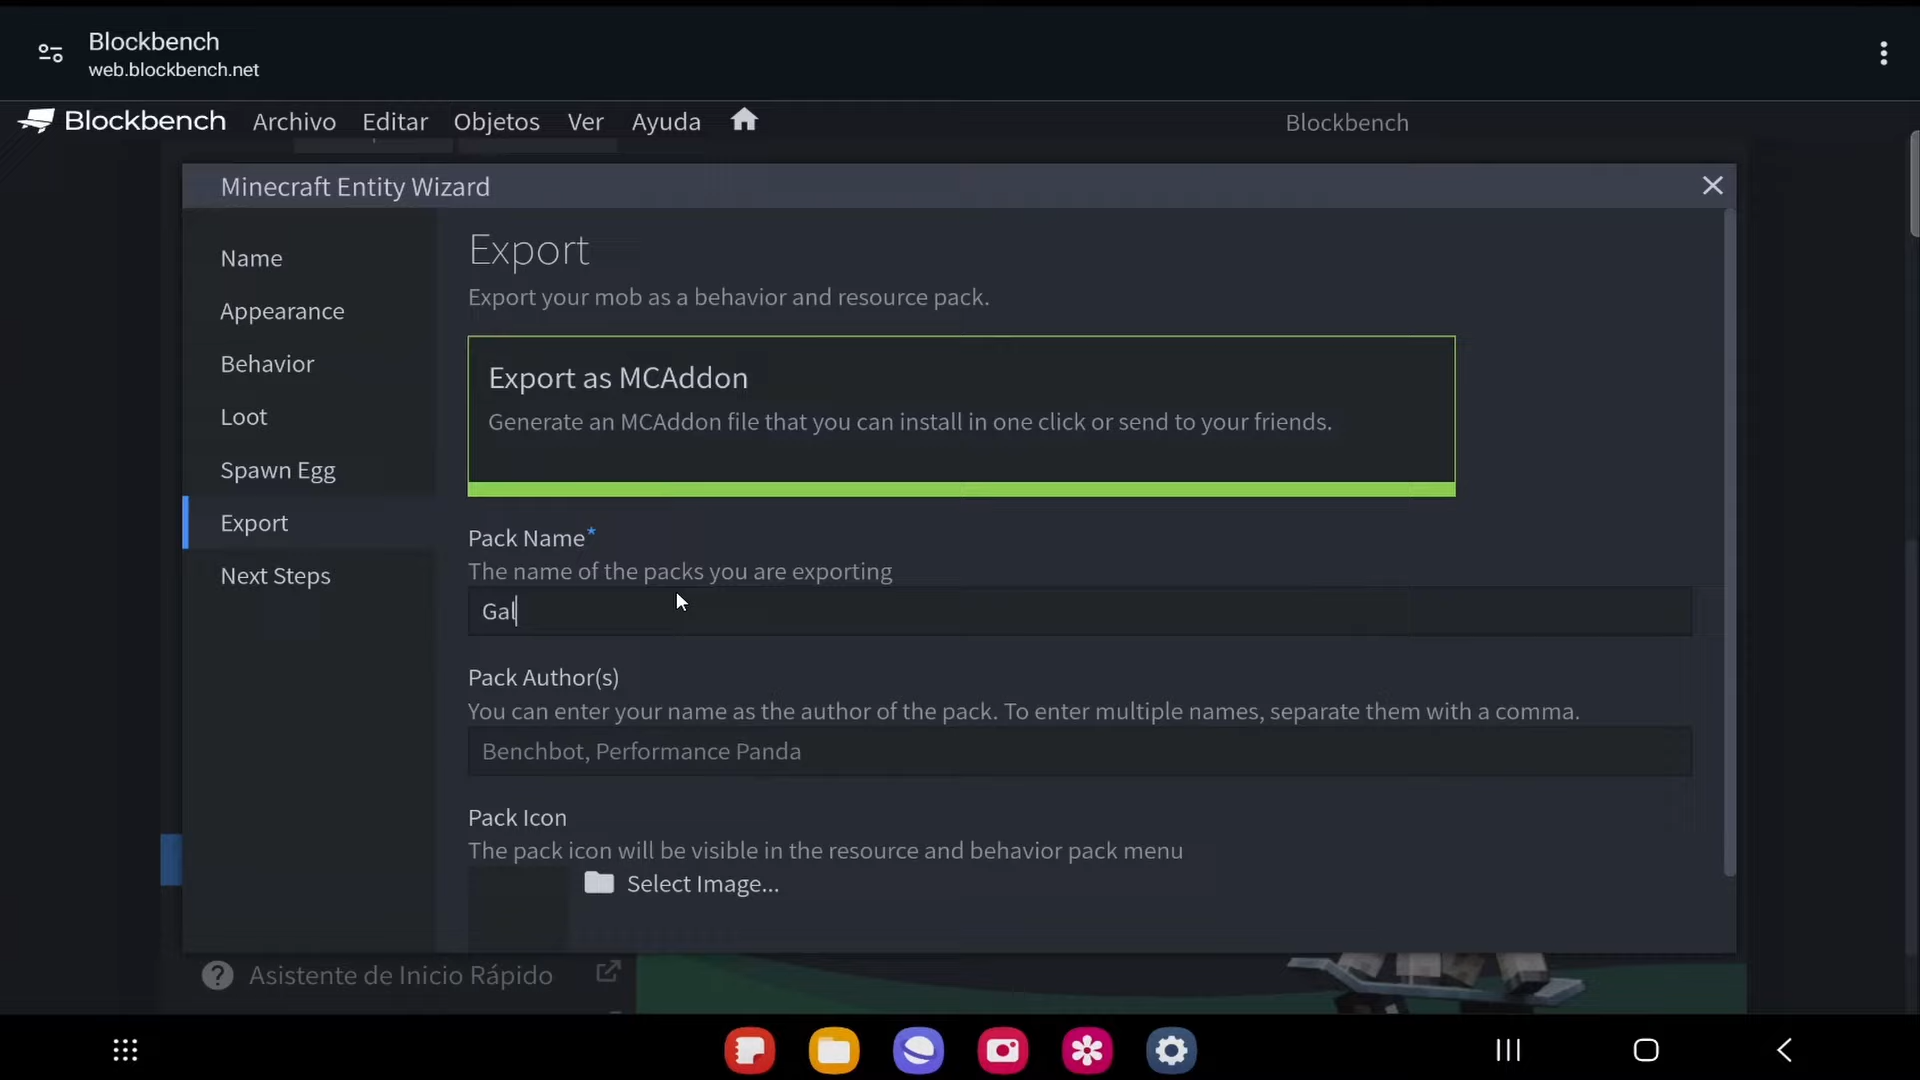 Blockbench
web.blockbench.net
Blockbench Archivo Editar Objetos Ver Ayuda Blockbench
Minecraft Entity Wizard
Name
Appearance
Behavior
Loot
Spawn Egg
Export
Next Steps
Export
Export your mob as a behavior and resource pack.
Export as MCAddon
Generate an MCAddon file that you can install in one click or send to your friends.
Pack Name*
The name of the packs you are exporting
Gal
Pack Author(s)
You can enter your name as the author of the pack. To enter multiple names, separate them with a comma.
Benchbot, Performance Panda
Pack Icon
The pack icon will be visible in the resource and behavior pack menu
Select Image...
Asistente de Inicio Rápido